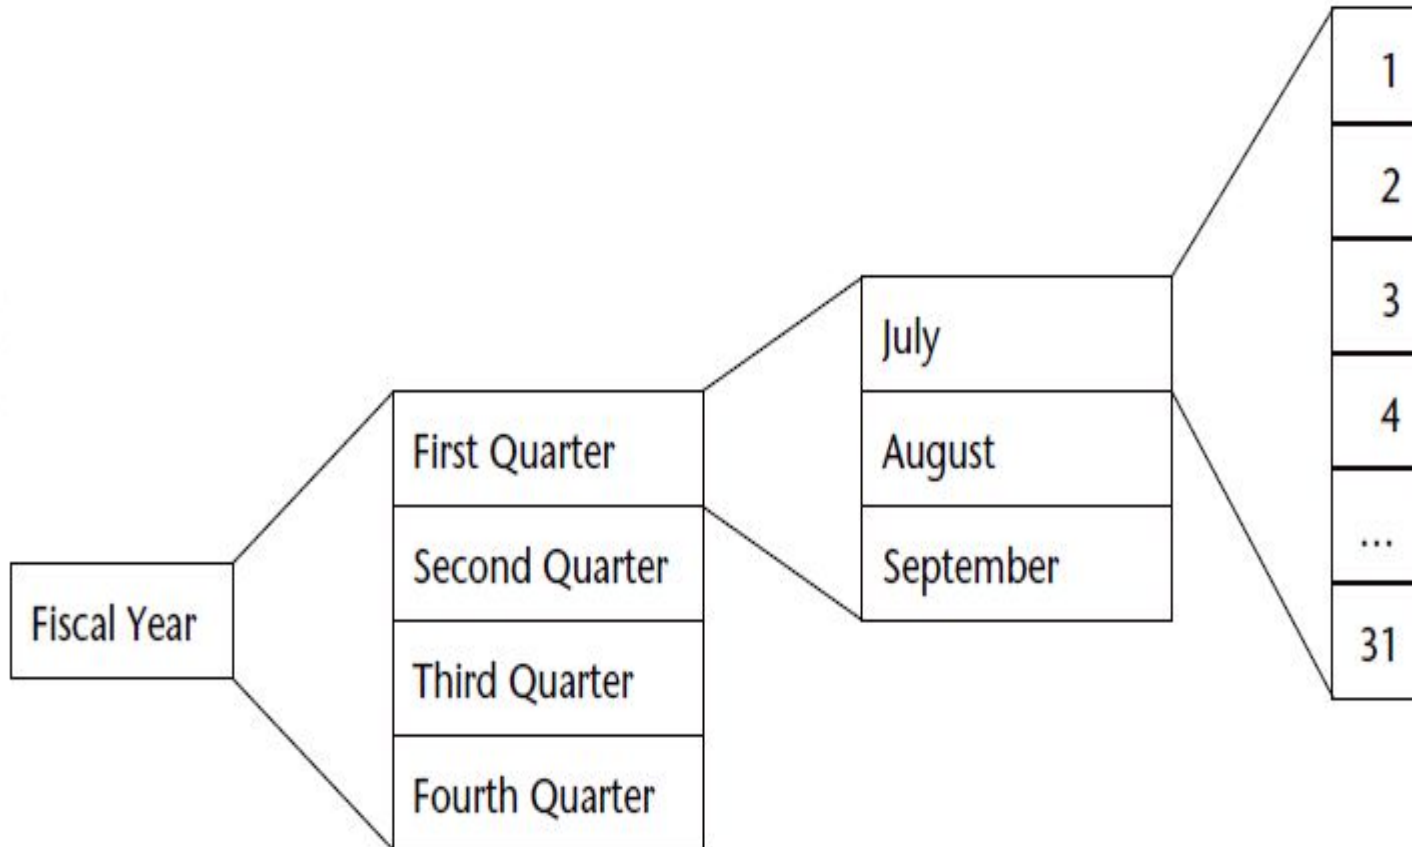 Fiscal Year
First Quarter
Second Quarter
Third Quarter
Fourth Quarter
July
August
September
1
2
3
4
...
31